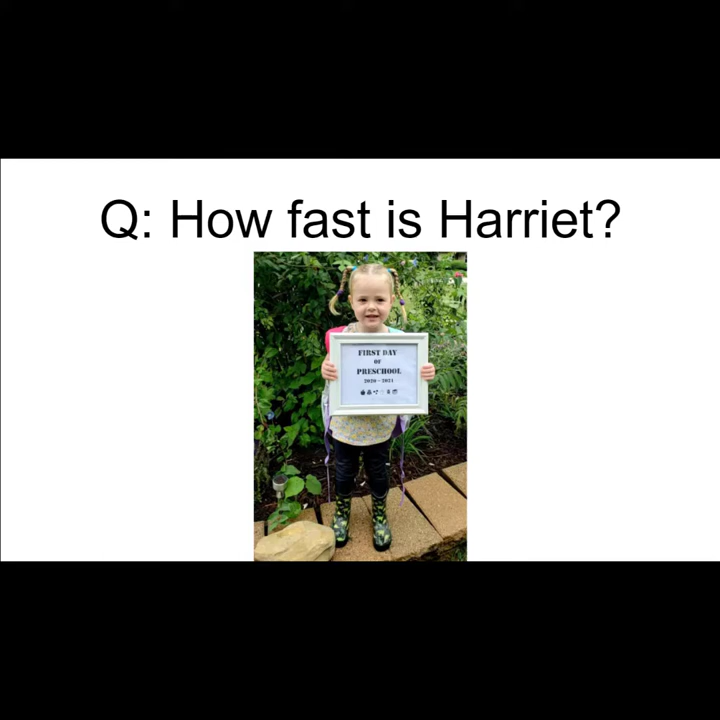 Q: How fast is Harriet?
FIRST DAY
OF
PRESCHOOL
2020 - 2021